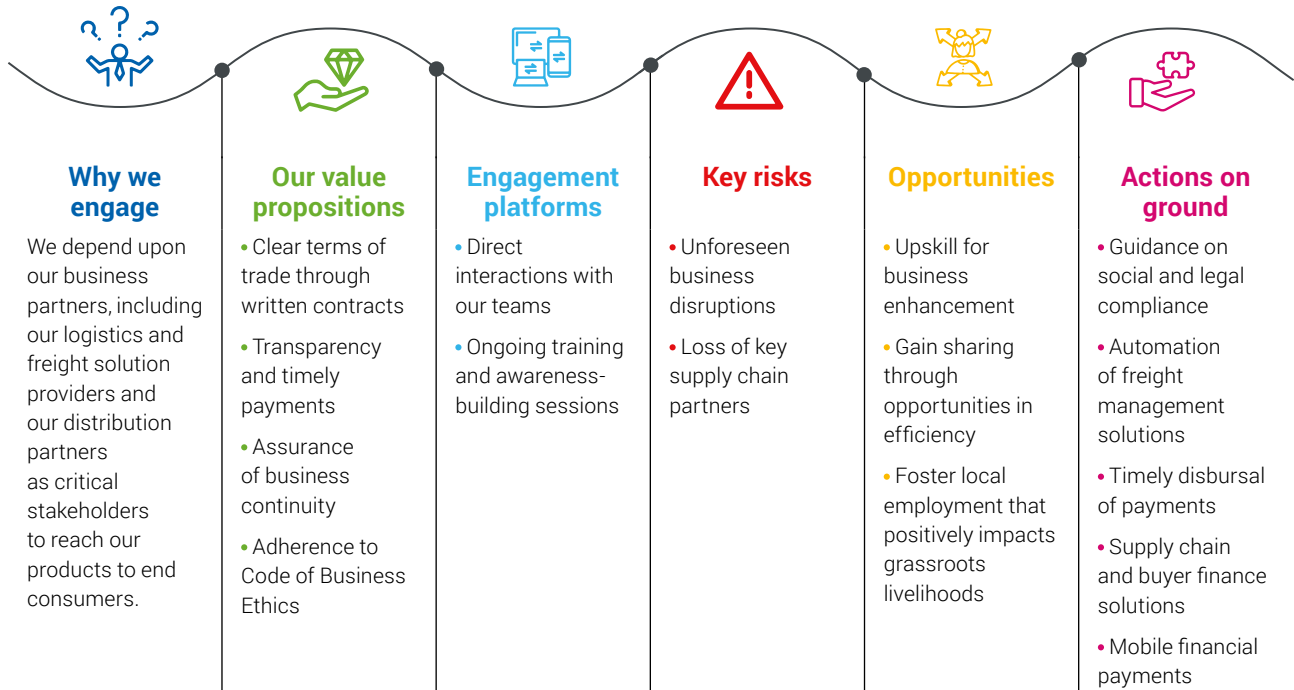 Why we
engage
We depend upon
our business
partners, including
our logistics and
freight solution
providers and
our distribution
partners
as critical
stakeholders
to reach our
products to end
consumers.
Our value
propositions
• Clear terms of
trade through
written contracts
• Transparency
and timely
payments
• Assurance
of business
continuity
• Adherence to
Code of Business
Ethics
Engagement
platforms
• Direct
interactions with
our teams
• Ongoing training
and awareness-
building sessions
Key risks
• Unforeseen
business
disruptions
• Loss of key
supply chain
partners
Opportunities
• Upskill for
business
enhancement
• Gain sharing
through
opportunities in
efficiency
• Foster local
employment that
positively impacts
grassroots
livelihoods
Actions on
ground
• Guidance on
social and legal
compliance
• Automation
of freight
management
solutions
• Timely disbursal
of payments
• Supply chain
and buyer finance
solutions
• Mobile financial
payments